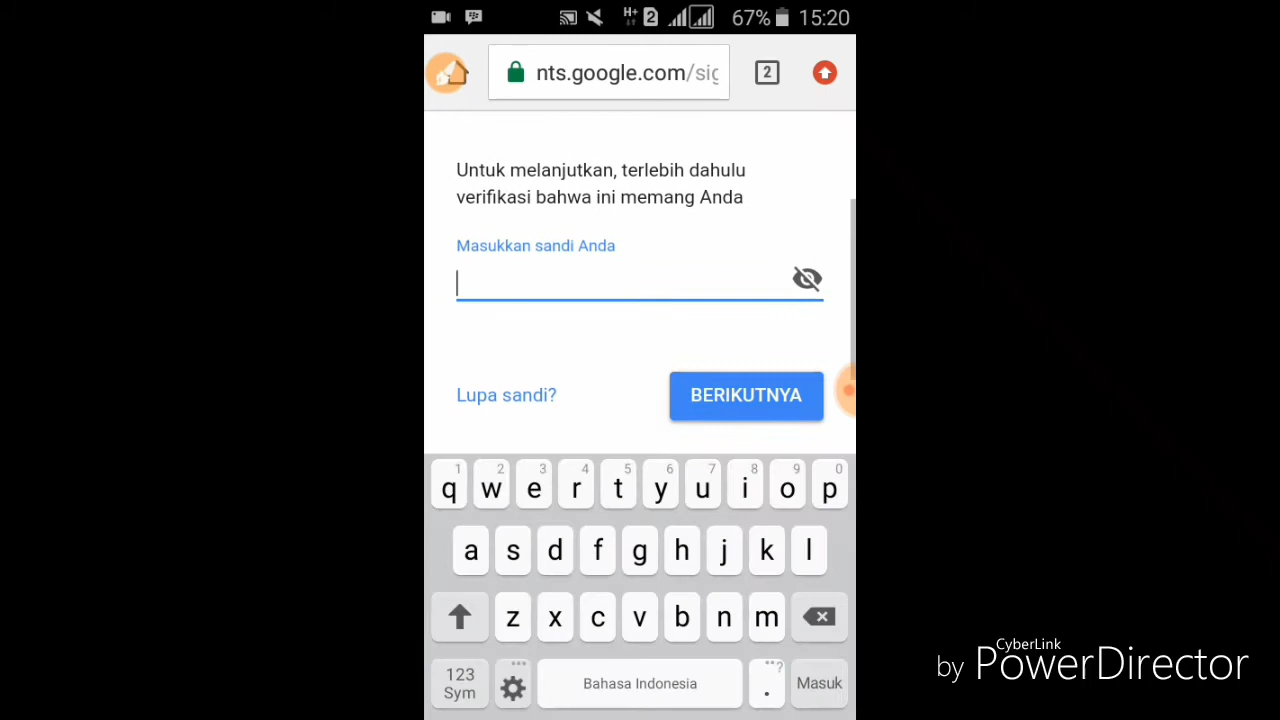 H+ 2 67% 15:20
nts.google.com/sig
2
Untuk melanjutkan, terlebih dahulu
verifikasi bahwa ini memang Anda
Masukkan sandi Anda
Lupa sandi?
BERIKUTNYA
1 2 3 4 5 6 7 8 9 0
q w e r t y u i o p
a s d f g h j k l
z x c v b n m
123
Sym
Bahasa Indonesia
. ?
Masuk
CyberLink
by PowerDirector